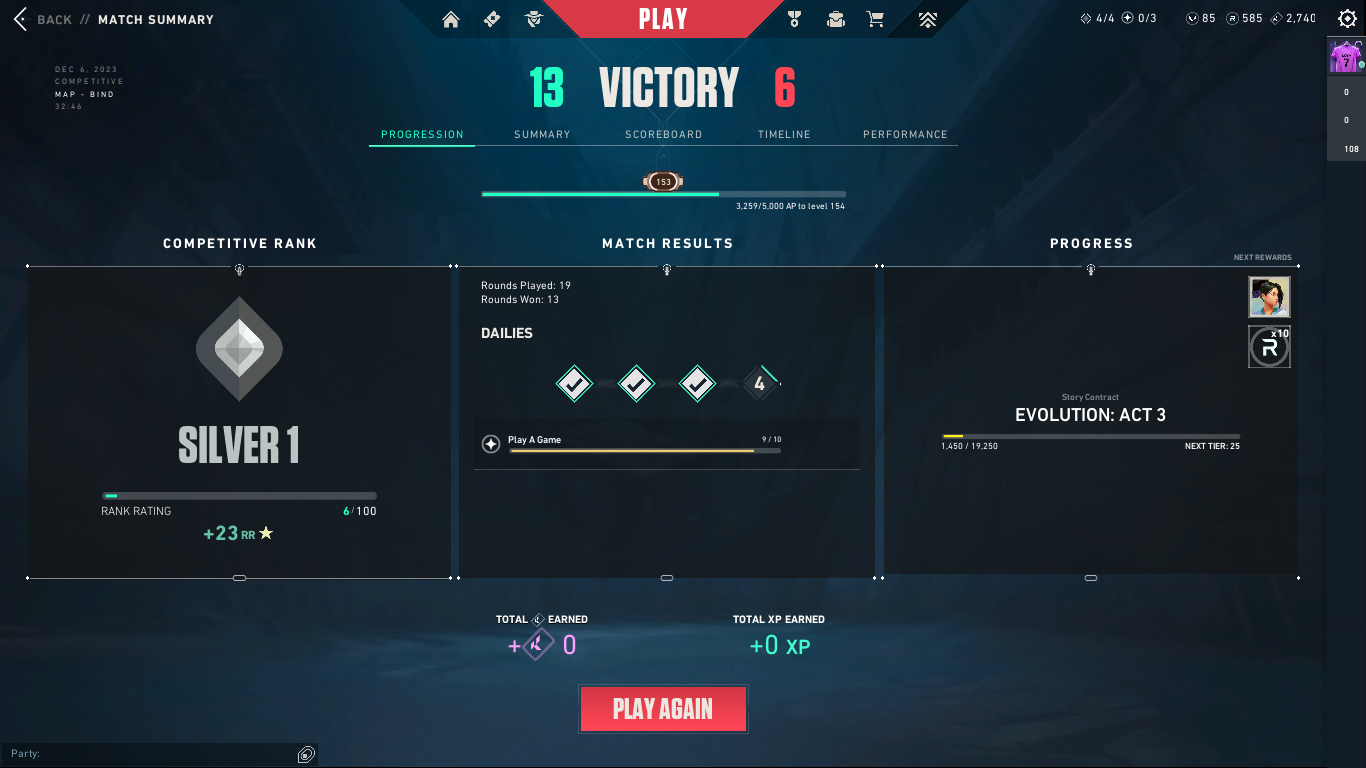 BACK // MATCH SUMMARY
PLAY
4/4 0/3 85 585 2,740
DEC 6, 2023
COMPETITIVE
MAP - BIND
32:46
13 VICTORY 6
7
0
0
108
PROGRESSION SUMMARY SCOREBOARD TIMELINE PERFORMANCE
153
3,259/5,000 AP to level 154
COMPETITIVE RANK
SILVER 1
RANK RATING 6/100
+23 RR
MATCH RESULTS
Rounds Played: 19
Rounds Won: 13
DAILIES
4
Play A Game 9 / 10
PROGRESS
NEXT REWARDS
x10
R
Story Contract
EVOLUTION: ACT 3
1,450 / 19,250 NEXT TIER: 25
TOTAL EARNED
+ 0
TOTAL XP EARNED
+0 XP
PLAY AGAIN
Party: